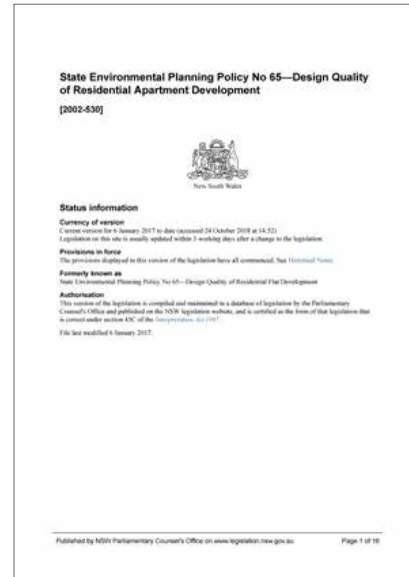 State Environmental Planning Policy No 65—Design Quality
of Residential Apartment Development
[2002-530]
New South Wales
Status information
Currency of version
Current version for 6 January 2017 to date (accessed 24 October 2018 at 14:52)
Legislation on this site is usually updated within 3 working days after a change to the legislation.
Provisions in force
The provisions displayed in this version of the legislation have all commenced. See Historical Notes
Formerly known as
State Environmental Planning Policy No 65—Design Quality of Residential Flat Development
Authorisation
This version of the legislation is compiled and maintained in a database of legislation by the Parliamentary
Counsel's Office and published on the NSW legislation website, and is certified as the form of that legislation that
is correct under section 45C of the Interpretation Act 1987
File last modified 6 January 2017.
Published by NSW Parliamentary Counsel's Office on www.legislation.nsw.gov.au Page 1 of 16